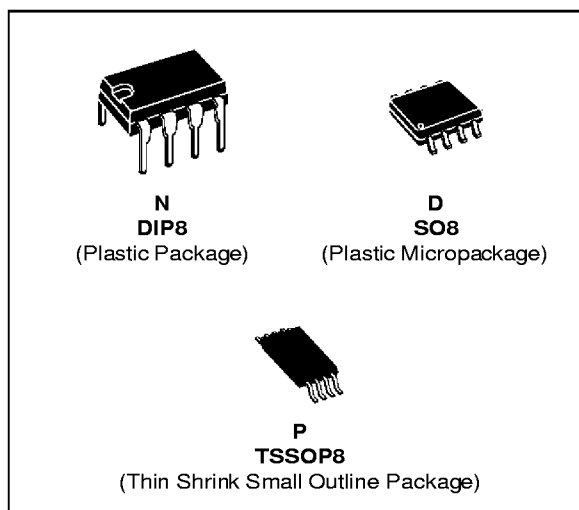 N
DIP8
(Plastic Package)
D
SO8
(Plastic Micropackage)
P
TSSOP8
(Thin Shrink Small Outline Package)